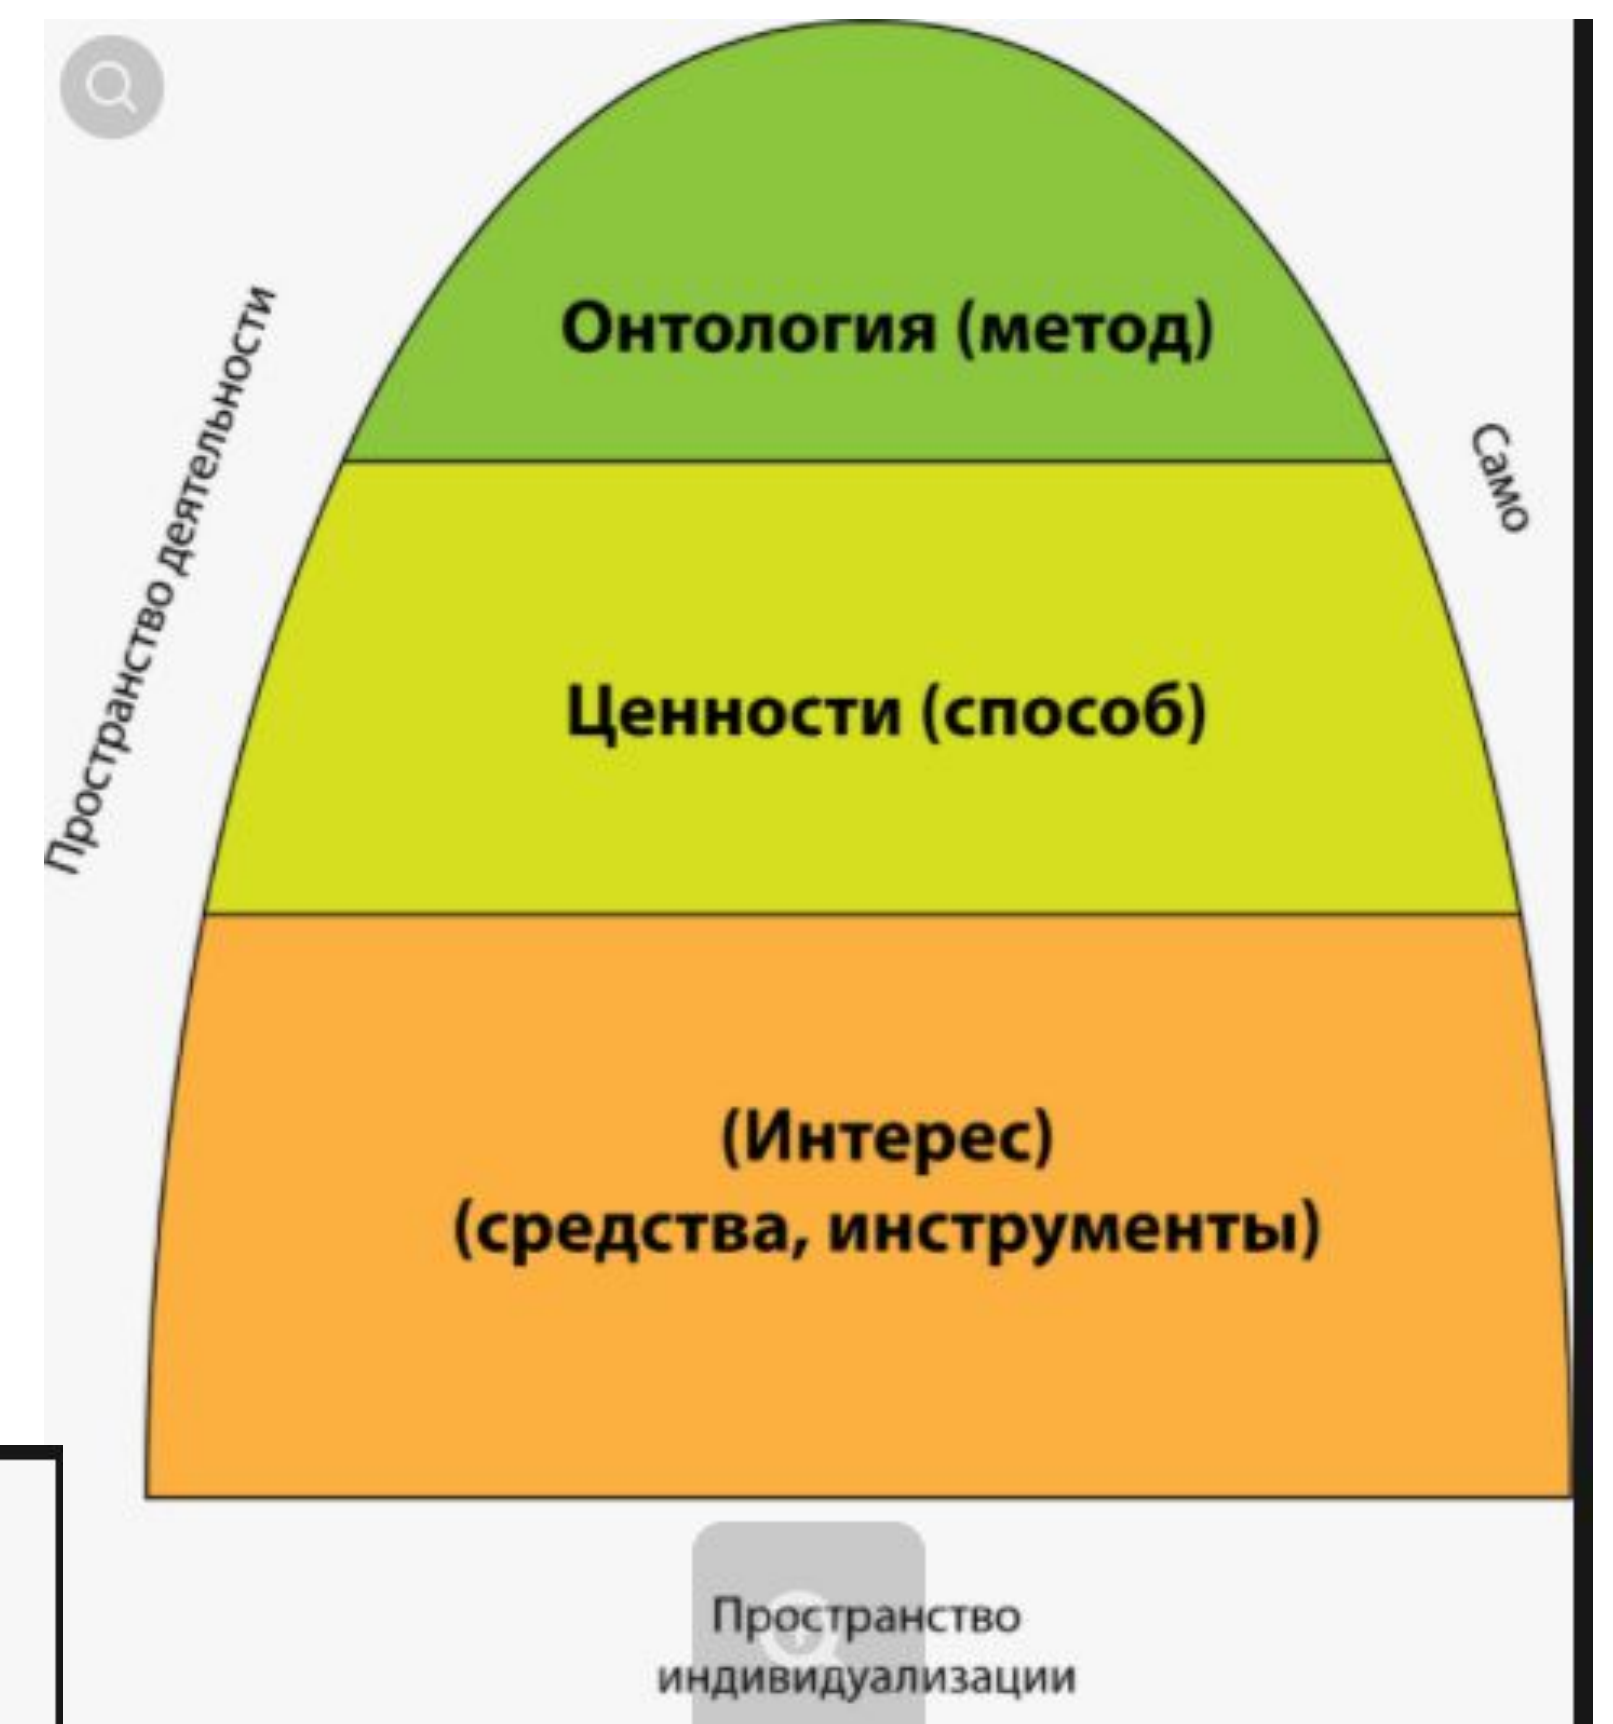 Пространство деятельности
Онтология (метод)
Само
Ценности (способ)
(Интерес)
(средства, инструменты)
Пространство
индивидуализации